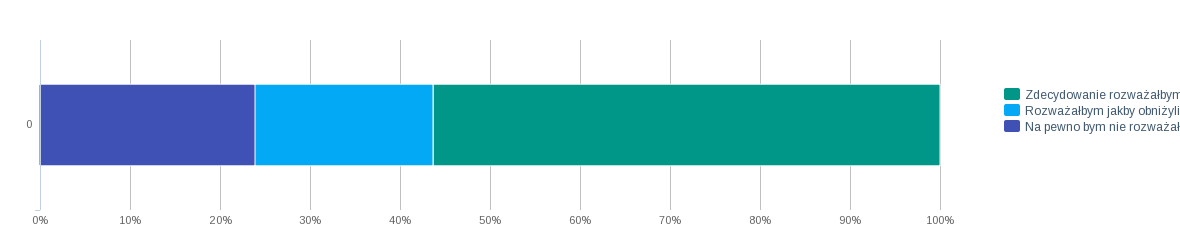 0
0% 10% 20% 30% 40% 50% 60% 70% 80% 90% 100%
Zdecydowanie rozważałbym
Rozważałbym jakby obniżyli
Na pewno bym nie rozważał